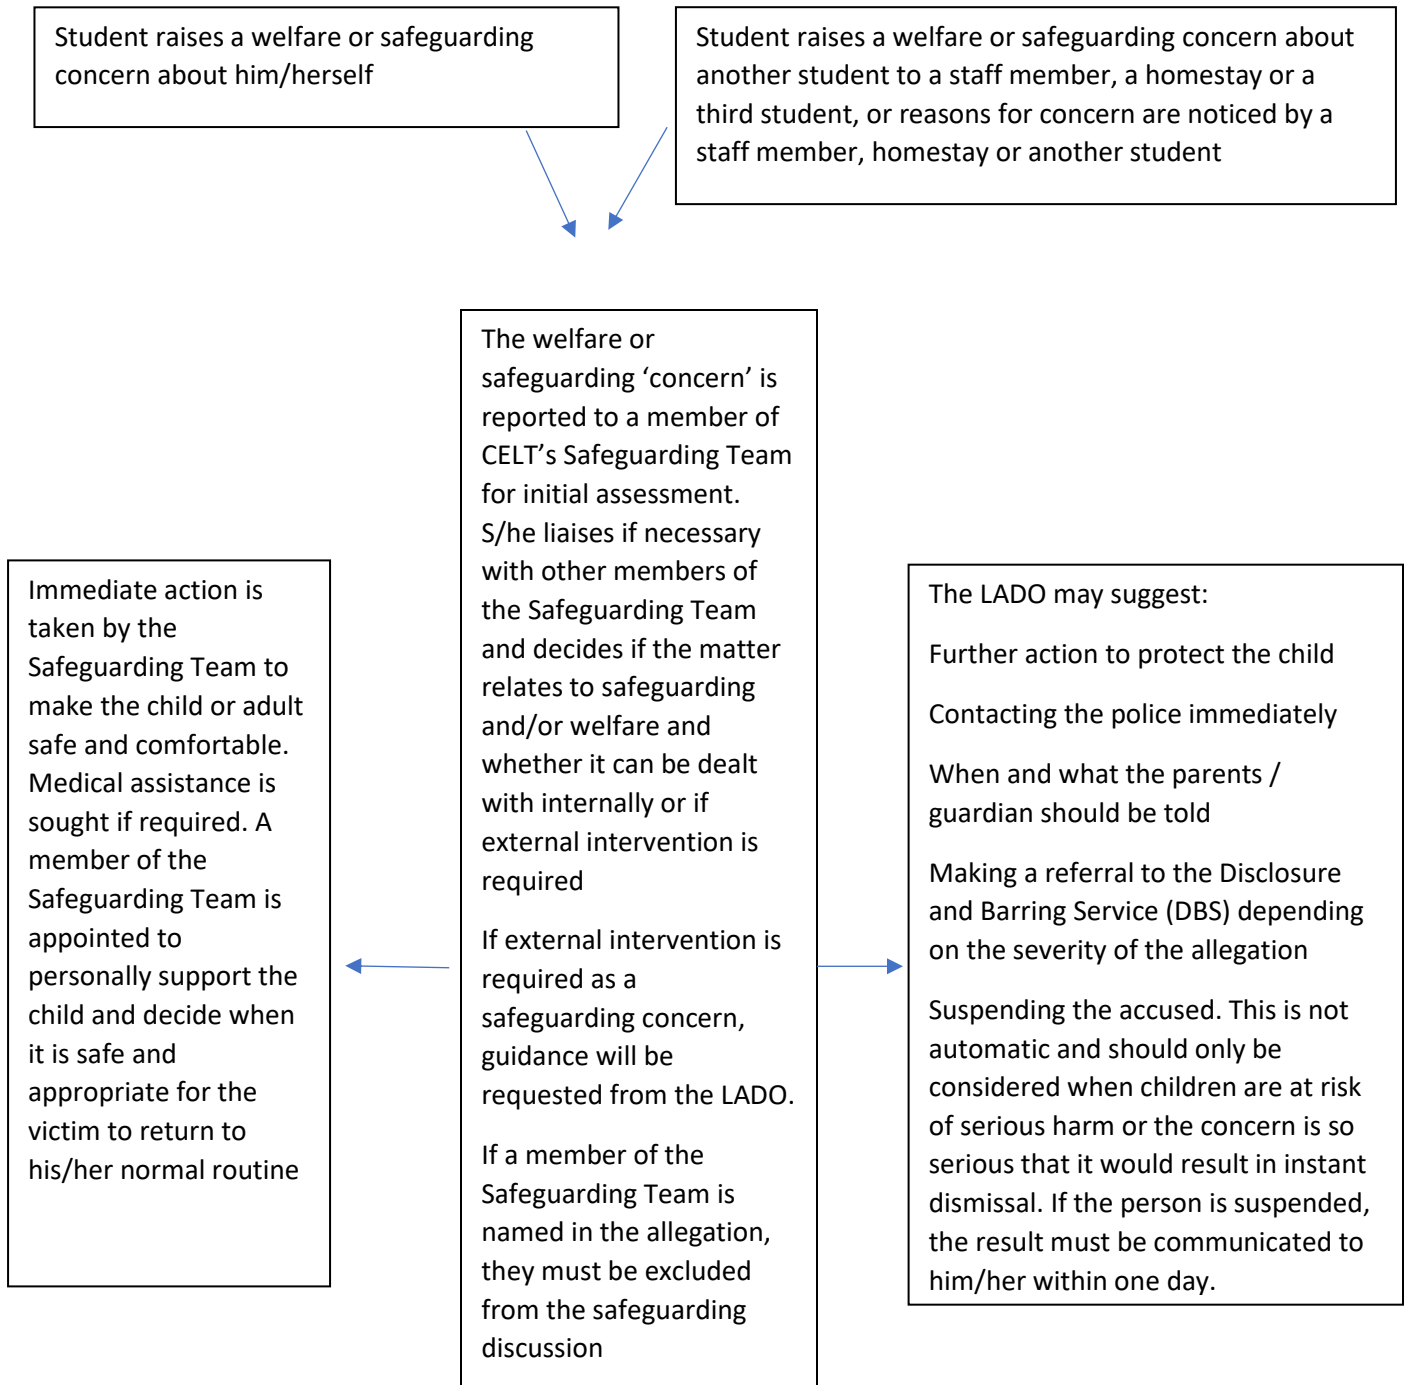 Student raises a welfare or safeguarding
concern about him/herself
Student raises a welfare or safeguarding concern about
another student to a staff member, a homestay or a
third student, or reasons for concern are noticed by a
staff member, homestay or another student
The welfare or
safeguarding ‘concern’ is
reported to a member of
CELT’s Safeguarding Team
for initial assessment.
S/he liaises if necessary
with other members of
the Safeguarding Team
and decides if the matter
relates to safeguarding
and/or welfare and
whether it can be dealt
with internally or if
external intervention is
required
If external intervention is
required as a
safeguarding concern,
guidance will be
requested from the LADO.
If a member of the
Safeguarding Team is
named in the allegation,
they must be excluded
from the safeguarding
discussion
Immediate action is
taken by the
Safeguarding Team to
make the child or adult
safe and comfortable.
Medical assistance is
sought if required. A
member of the
Safeguarding Team is
appointed to
personally support the
child and decide when
it is safe and
appropriate for the
victim to return to
his/her normal routine
The LADO may suggest:
Further action to protect the child
Contacting the police immediately
When and what the parents /
guardian should be told
Making a referral to the Disclosure
and Barring Service (DBS) depending
on the severity of the allegation
Suspending the accused. This is not
automatic and should only be
considered when children are at risk
of serious harm or the concern is so
serious that it would result in instant
dismissal. If the person is suspended,
the result must be communicated to
him/her within one day.